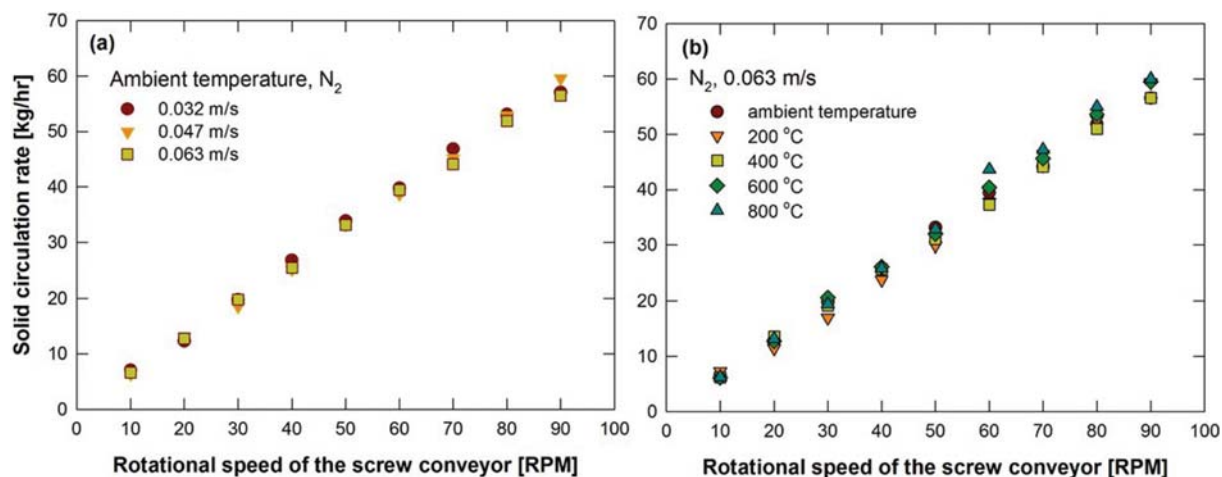 Solid circulation rate [kg/hr]
(a)
Ambient temperature, N2
0.032 m/s
0.047 m/s
0.063 m/s
70
60
50
40
30
20
10
0
0 10 20 30 40 50 60 70 80 90 100
Rotational speed of the screw conveyor [RPM]
(b)
N2, 0.063 m/s
ambient temperature
200 °C
400 °C
600 °C
800 °C
70
60
50
40
30
20
10
0
0 10 20 30 40 50 60 70 80 90 100
Rotational speed of the screw conveyor [RPM]